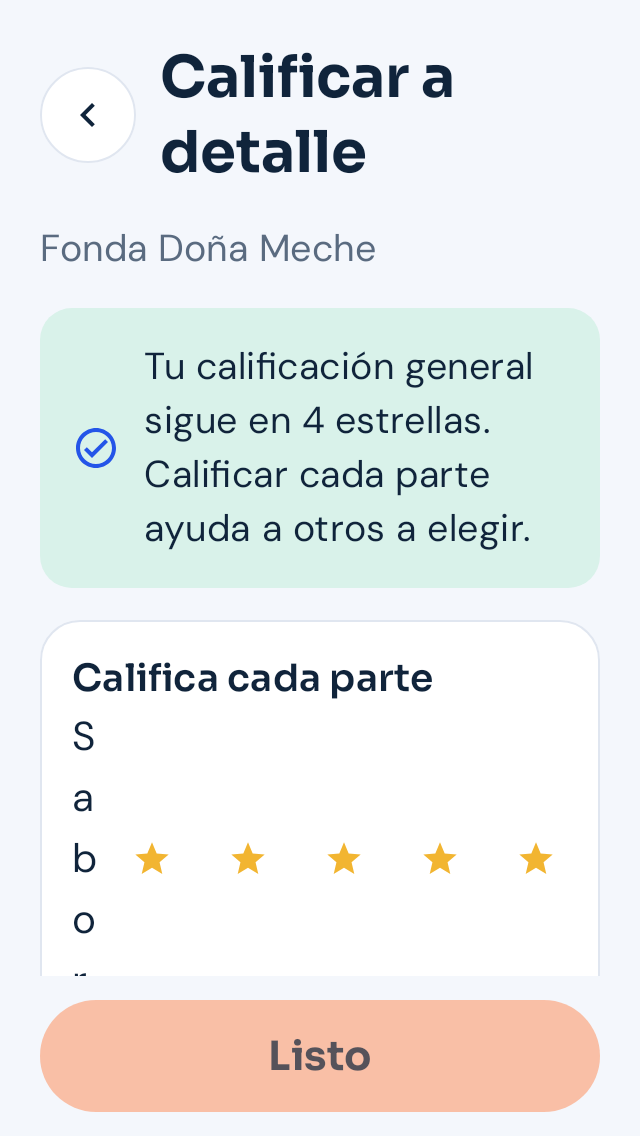 Calificar a
detalle
Fonda Doña Meche
Tu calificación general
sigue en 4 estrellas.
Calificar cada parte
ayuda a otros a elegir.
Califica cada parte
S
a
b
o
r
Listo